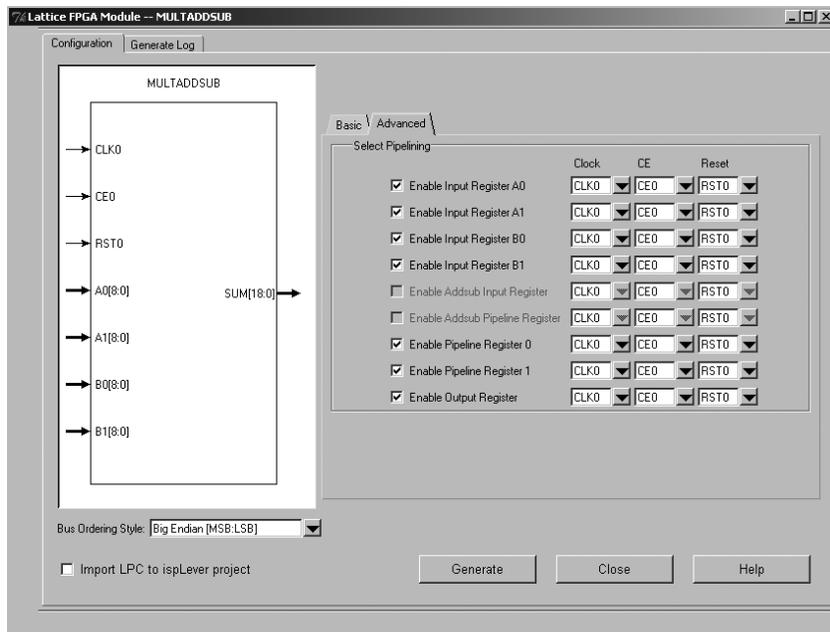 Lattice FPGA Module -- MULTADDSUB
Configuration Generate Log
MULTADDSUB
CLK0
CE0
RST0
A0[8:0] SUM[18:0]
A1[8:0]
B0[8:0]
B1[8:0]
Bus Ordering Style: Big Endian [MSB:LSB]
Import LPC to ispLever project
Basic Advanced
Select Pipelining
Clock CE Reset
Enable Input Register A0 CLK0 CE0 RST0
Enable Input Register A1 CLK0 CE0 RST0
Enable Input Register B0 CLK0 CE0 RST0
Enable Input Register B1 CLK0 CE0 RST0
Enable Addsub Input Register CLK0 CE0 RST0
Enable Addsub Pipeline Register CLK0 CE0 RST0
Enable Pipeline Register 0 CLK0 CE0 RST0
Enable Pipeline Register 1 CLK0 CE0 RST0
Enable Output Register CLK0 CE0 RST0
Generate Close Help